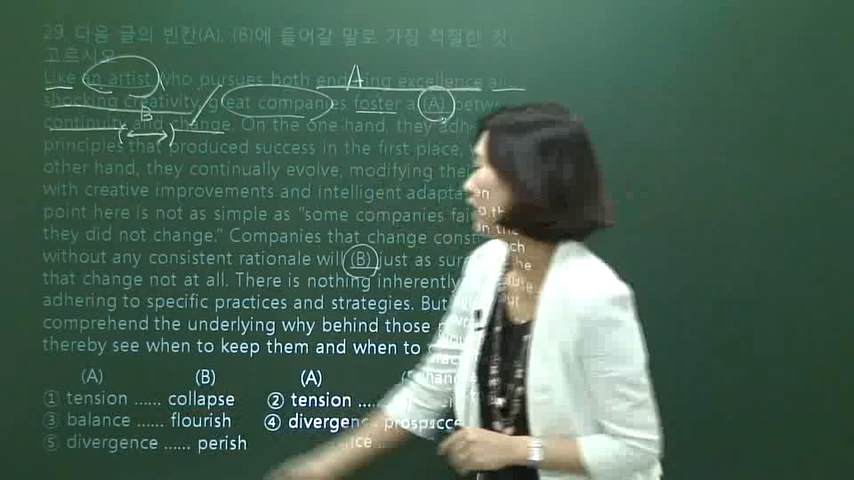 29 다음 글의 빈칸(A), (B)에 들어갈 말로 가장 적절한 것
고르시오
Like an artist who pursues both enduring excellence and
shocking creativity, great companies foster a (A) betw
continuity and change. On the one hand, they adh
principles that produced success in the first place,
other hand, they continually evolve, modifying the
with creative improvements and intelligent adapta
point here is not as simple as "some companies fai
they did not change." Companies that change cons
without any consistent rationale will (B) just as sur
that change not at all. There is nothing inherently
adhering to specific practices and strategies. But
comprehend the underlying why behind those
thereby see when to keep them and when to
(A) (B) (A)
① tension ...... collapse ② tension ....
③ balance ...... flourish ④ divergenc
⑤ divergence ...... perish
A
B